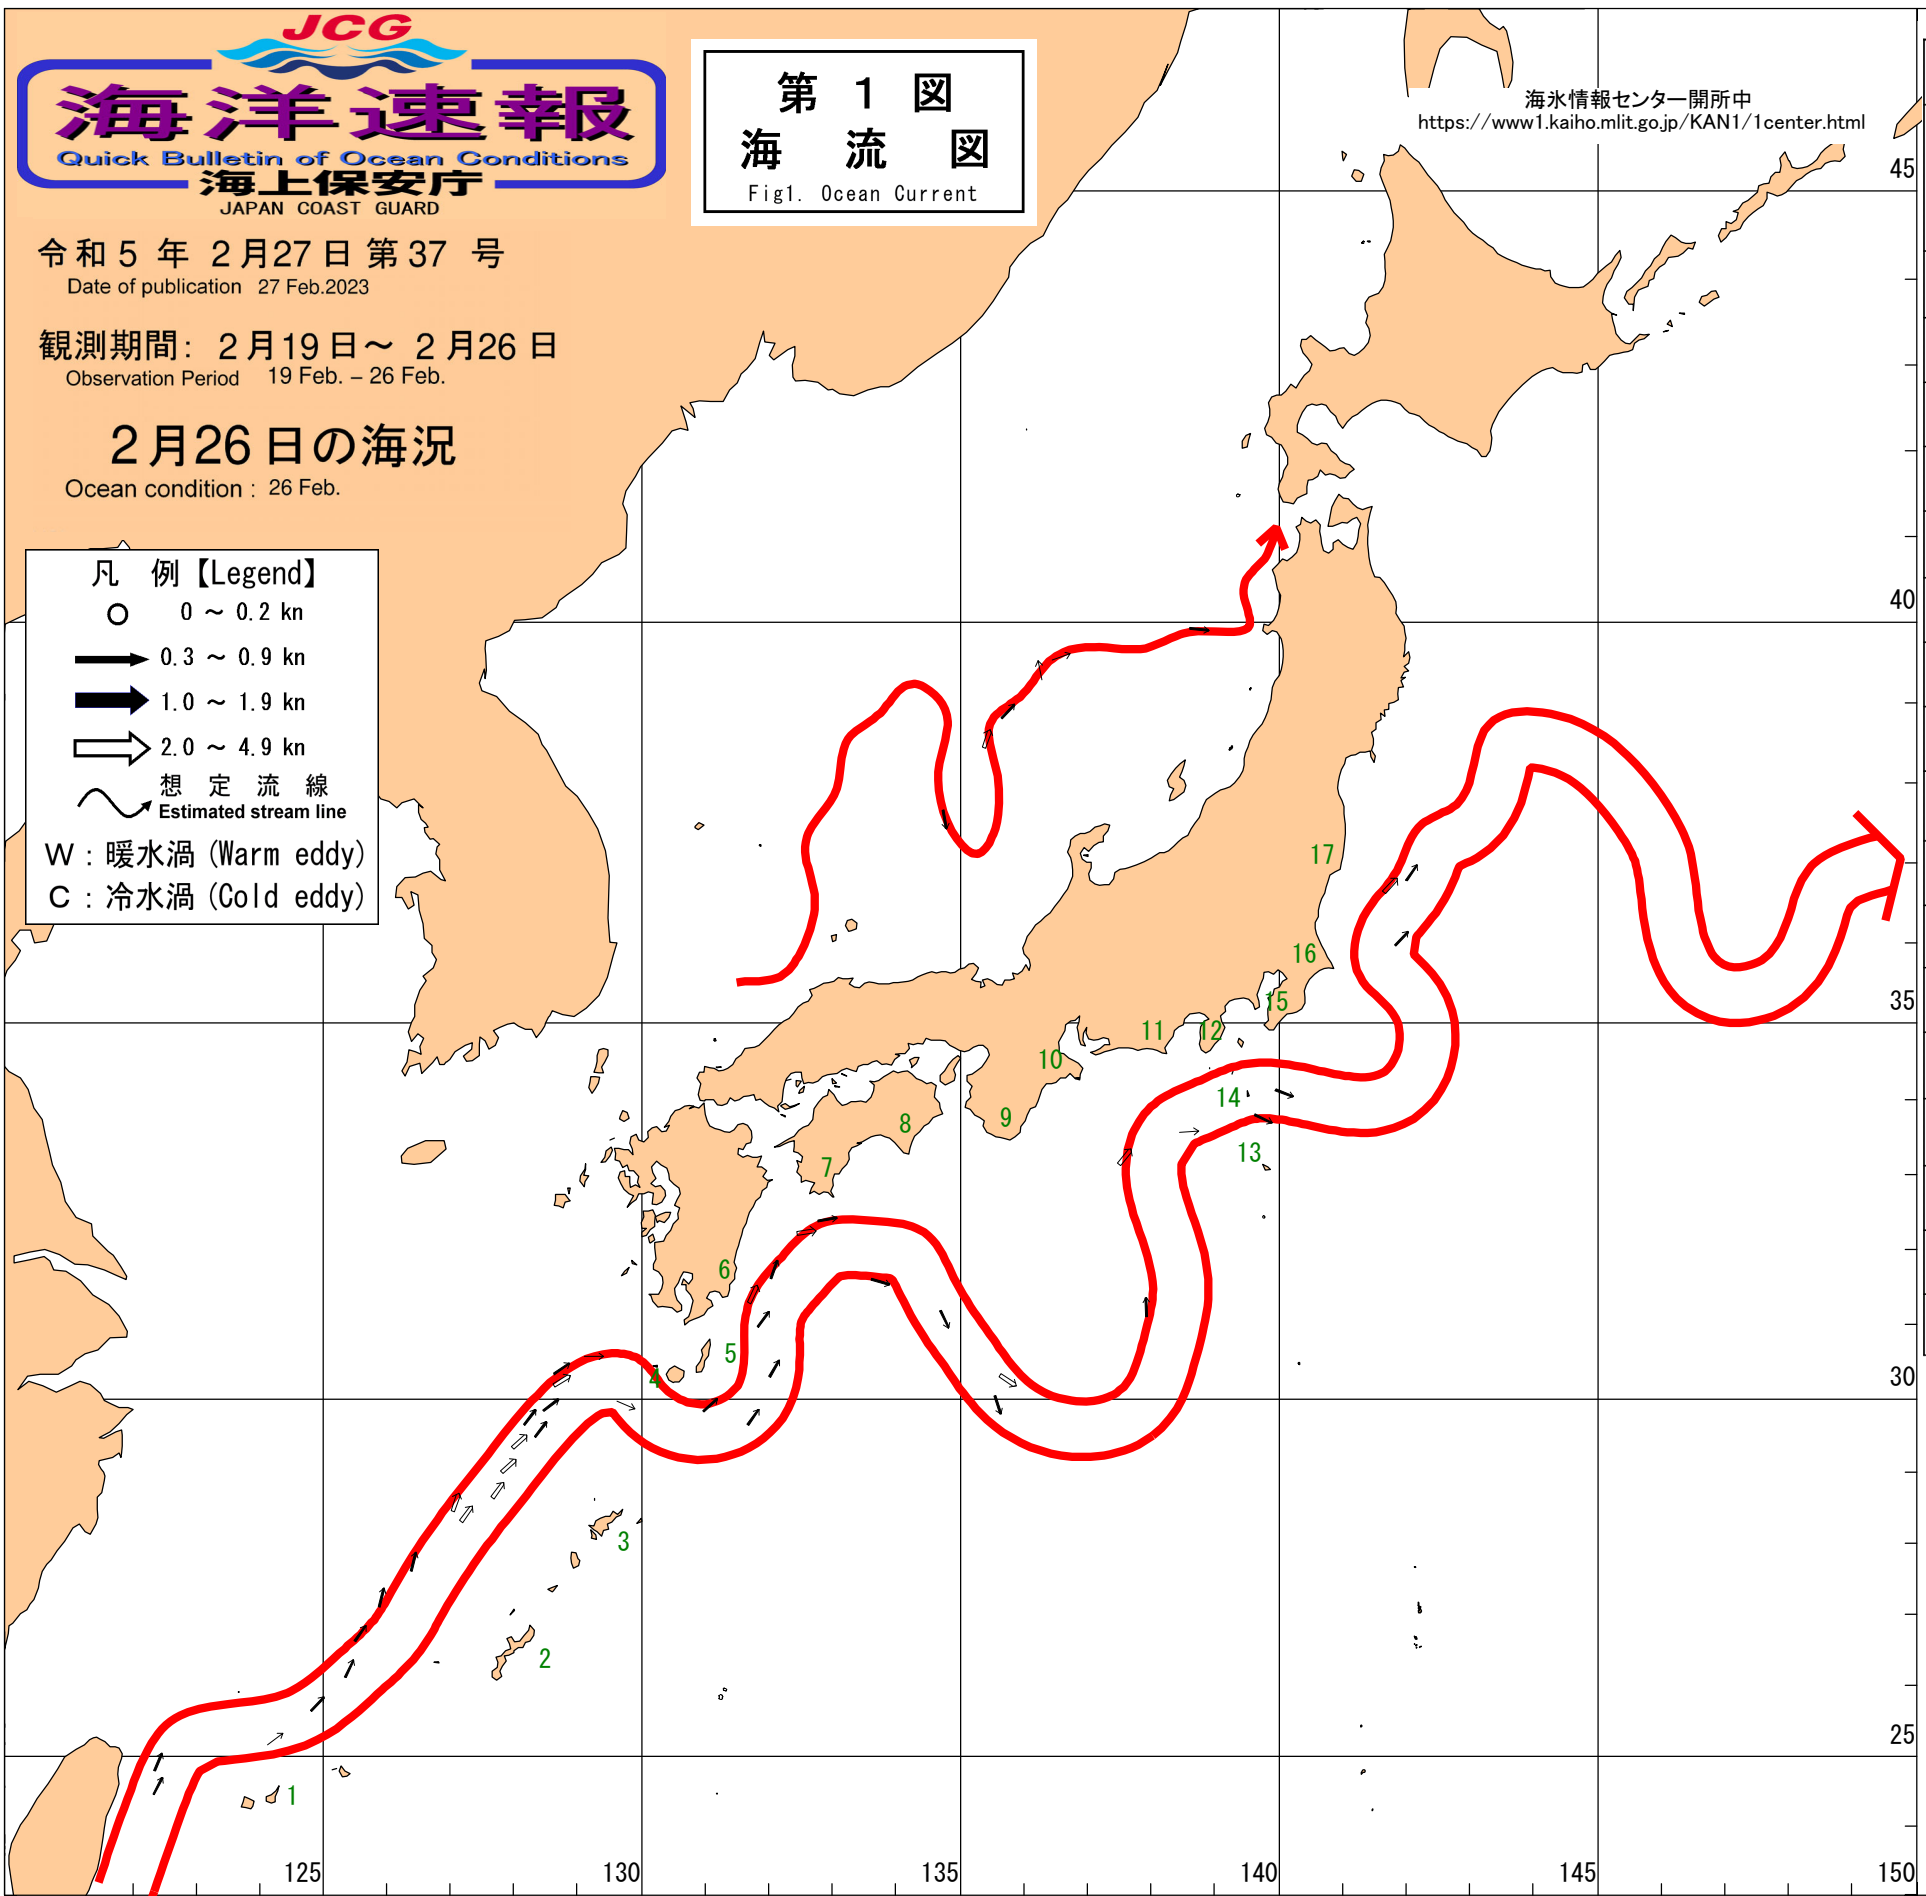 JCG
海洋速報
Quick Bulletin of Ocean Conditions
海上保安庁
JAPAN COAST GUARD
令和5年 2月27日第37号
Date of publication 27 Feb.2023
観測期間: 2月19日～ 2月26日
Observation Period 19 Feb. – 26 Feb.
2月26日の海況
Ocean condition : 26 Feb.
第 1 図
海 流 図
Fig1. Ocean Current
海氷情報センター開所中
https://www1.kaiho.mlit.go.jp/KAN1/1center.html
凡 例【Legend】
0 ～ 0.2 kn
0.3 ～ 0.9 kn
1.0 ～ 1.9 kn
2.0 ～ 4.9 kn
想 定 流 線
Estimated stream line
W : 暖水渦 (Warm eddy)
C : 冷水渦 (Cold eddy)
45
40
35
30
25
17
16
15
12
11
10
14
9
8
13
7
6
5
4
3
2
1
125
130
135
140
145
150